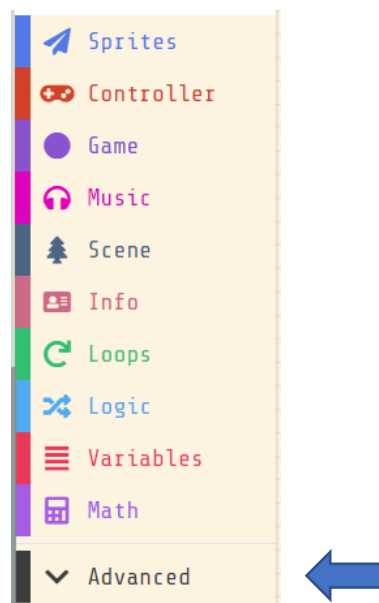 Sprites
Controller
Game
Music
Scene
Info
Loops
Logic
Variables
Math
Advanced